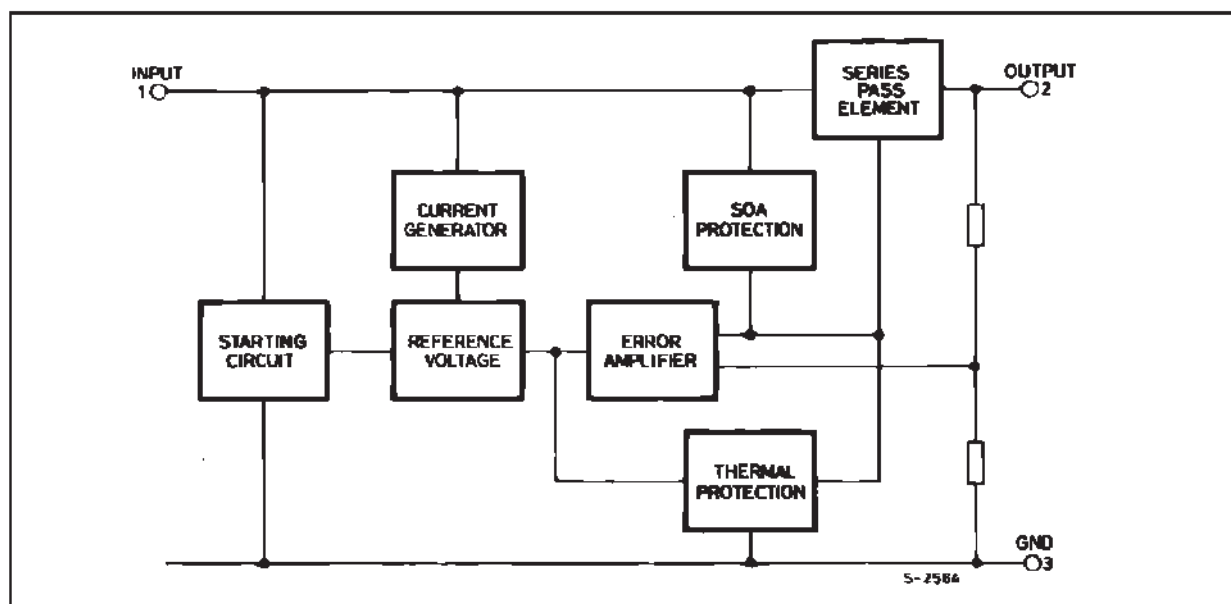 INPUT
1
SERIES
PASS
ELEMENT
OUTPUT
2
CURRENT
GENERATOR
SOA
PROTECTION
STARTING
CIRCUIT
REFERENCE
VOLTAGE
ERROR
AMPLIFIER
THERMAL
PROTECTION
GND
3
S-2564